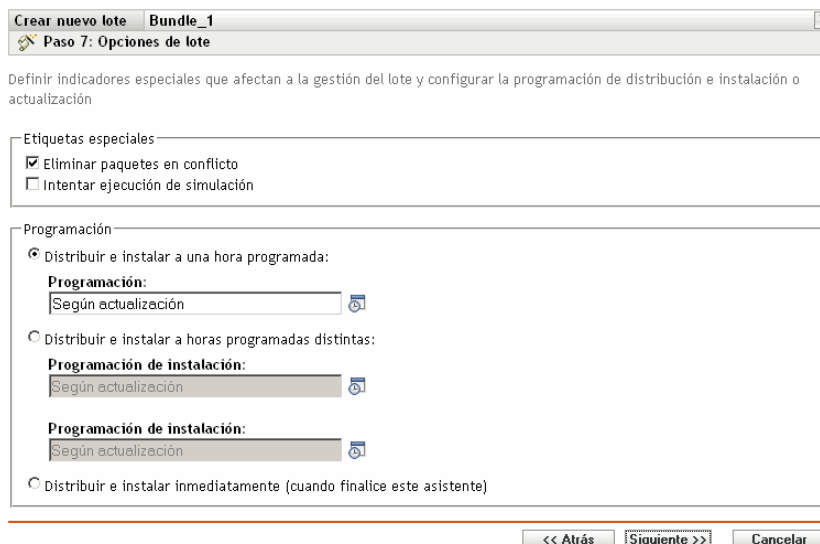 Crear nuevo lote Bundle_1
Paso 7: Opciones de lote
Definir indicadores especiales que afectan a la gestión del lote y configurar la programación de distribución e instalación o
actualización
Etiquetas especiales
Eliminar paquetes en conflicto
Intentar ejecución de simulación
Programación
Distribuir e instalar a una hora programada:
Programación:
Según actualización
Distribuir e instalar a horas programadas distintas:
Programación de instalación:
Según actualización
Programación de instalación:
Según actualización
Distribuir e instalar inmediatamente (cuando finalice este asistente)
<< Atrás Siguiente >> Cancelar